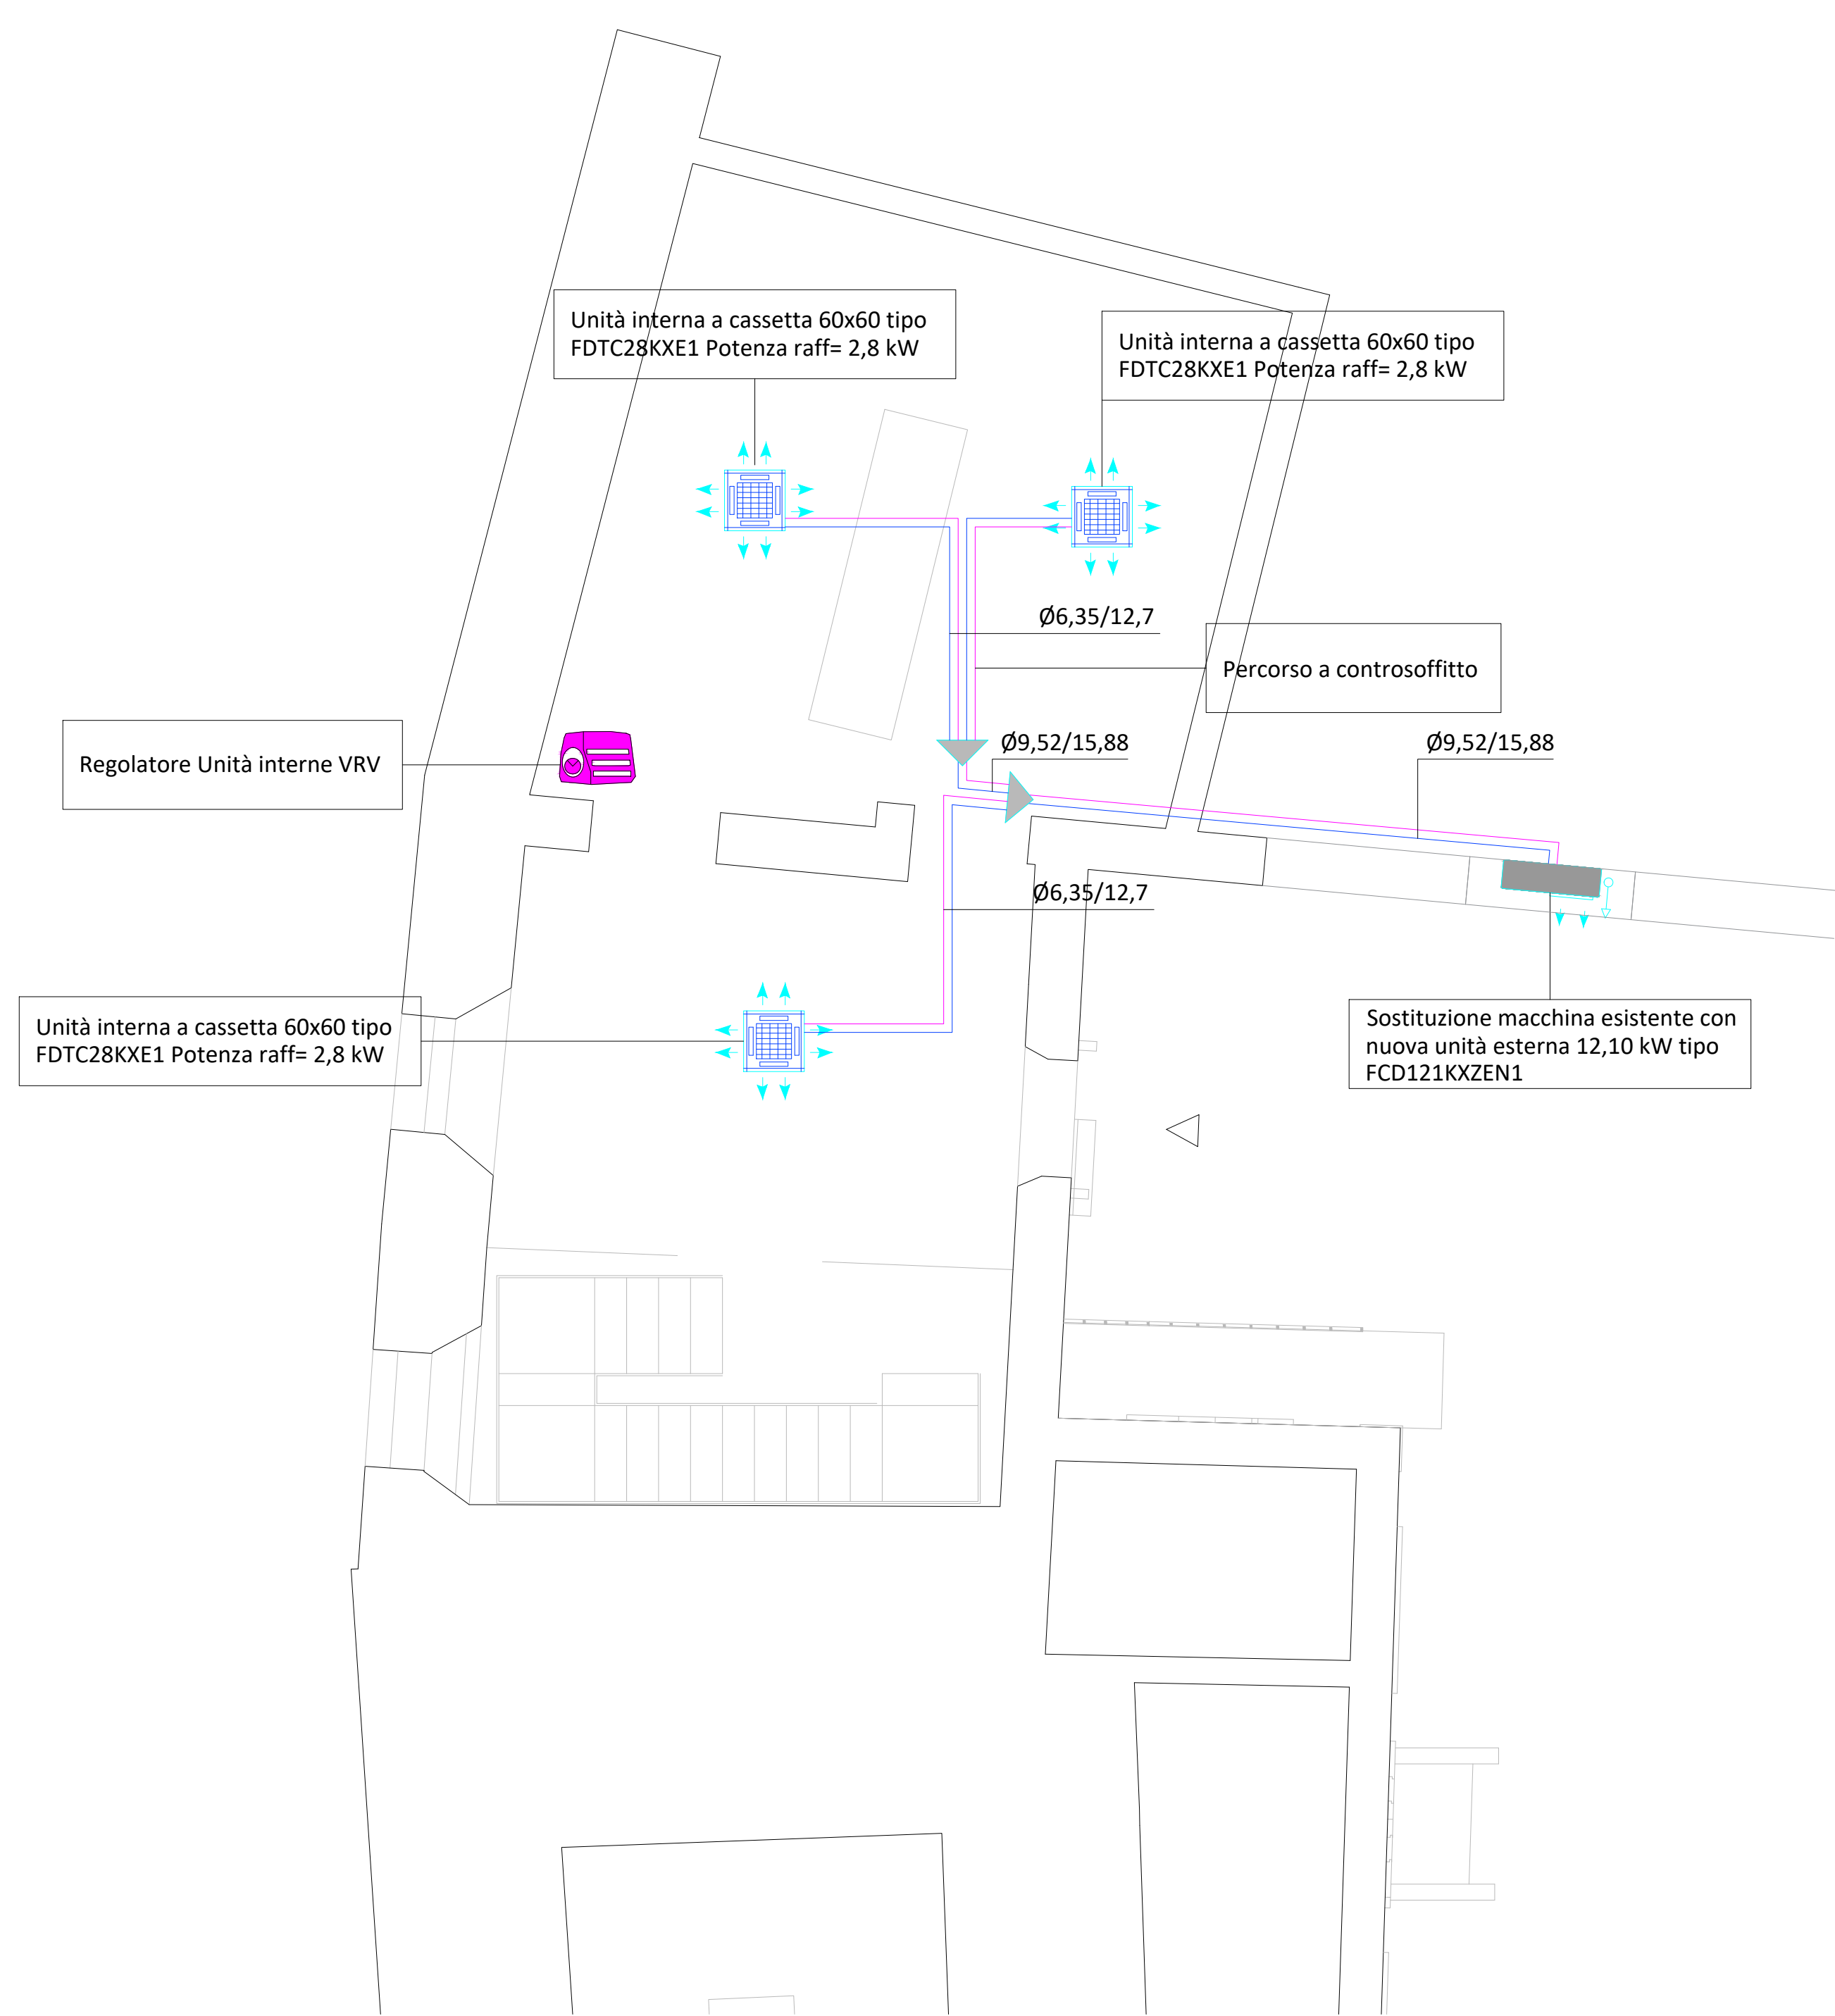 Unità interna a cassetta 60x60 tipo
FDTC28KXE1 Potenza raff= 2,8 kW
Unità interna a cassetta 60x60 tipo
FDTC28KXE1 Potenza raff= 2,8 kW
Ø6,35/12,7
Percorso a controsoffitto
Regolatore Unità interne VRV
Ø9,52/15,88
Ø9,52/15,88
Ø6,35/12,7
Unità interna a cassetta 60x60 tipo
FDTC28KXE1 Potenza raff= 2,8 kW
Sostituzione macchina esistente con
nuova unità esterna 12,10 kW tipo
FCD121KXZEN1